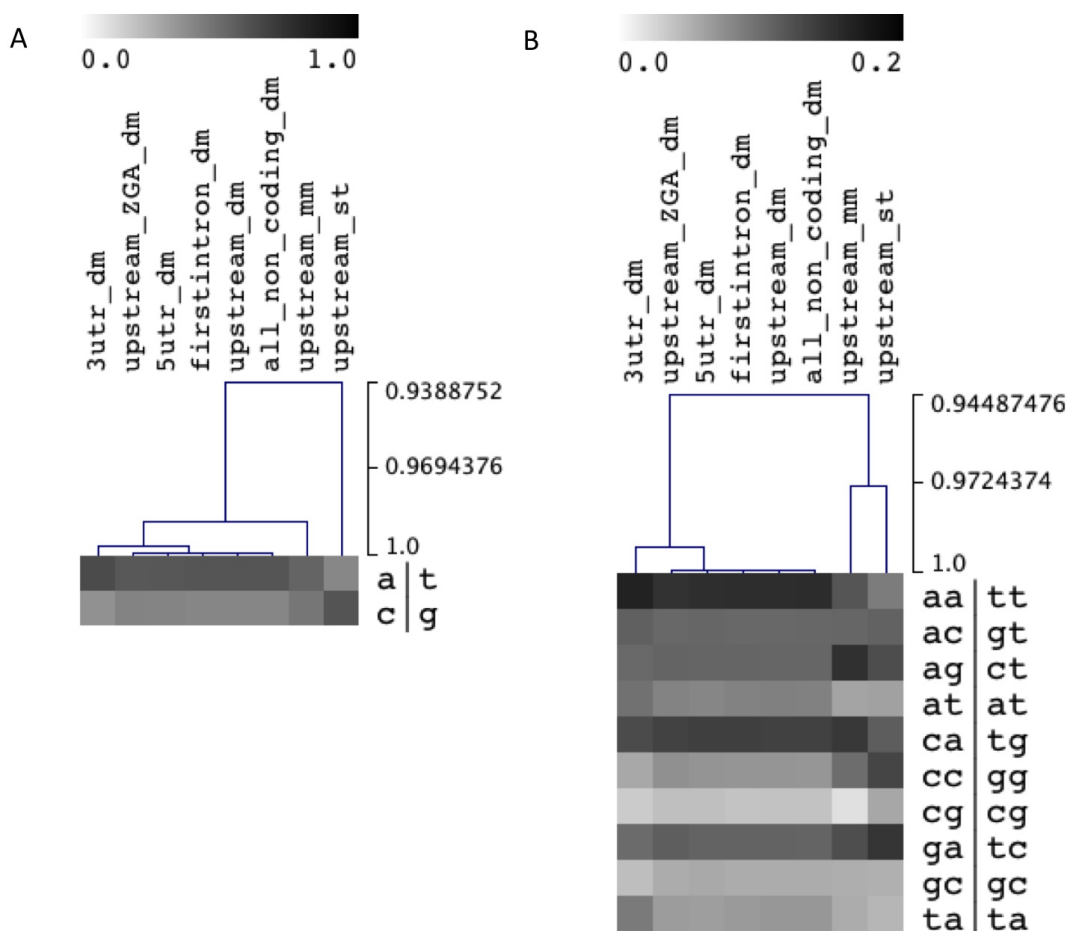 A
0.0 1.0
3utr_dm
upstream_ZGA_dm
5utr_dm
firstintron_dm
upstream_dm
all_non_coding_dm
upstream_mm
upstream_st
0.9388752
0.9694376
1.0
a|t
c|g
B
0.0 0.2
3utr_dm
upstream_ZGA_dm
5utr_dm
firstintron_dm
upstream_dm
all_non_coding_dm
upstream_mm
upstream_st
0.94487476
0.9724374
1.0
aa|tt
ac|gt
ag|ct
at|at
ca|tg
cc|gg
cg|cg
ga|tc
gc|gc
ta|ta